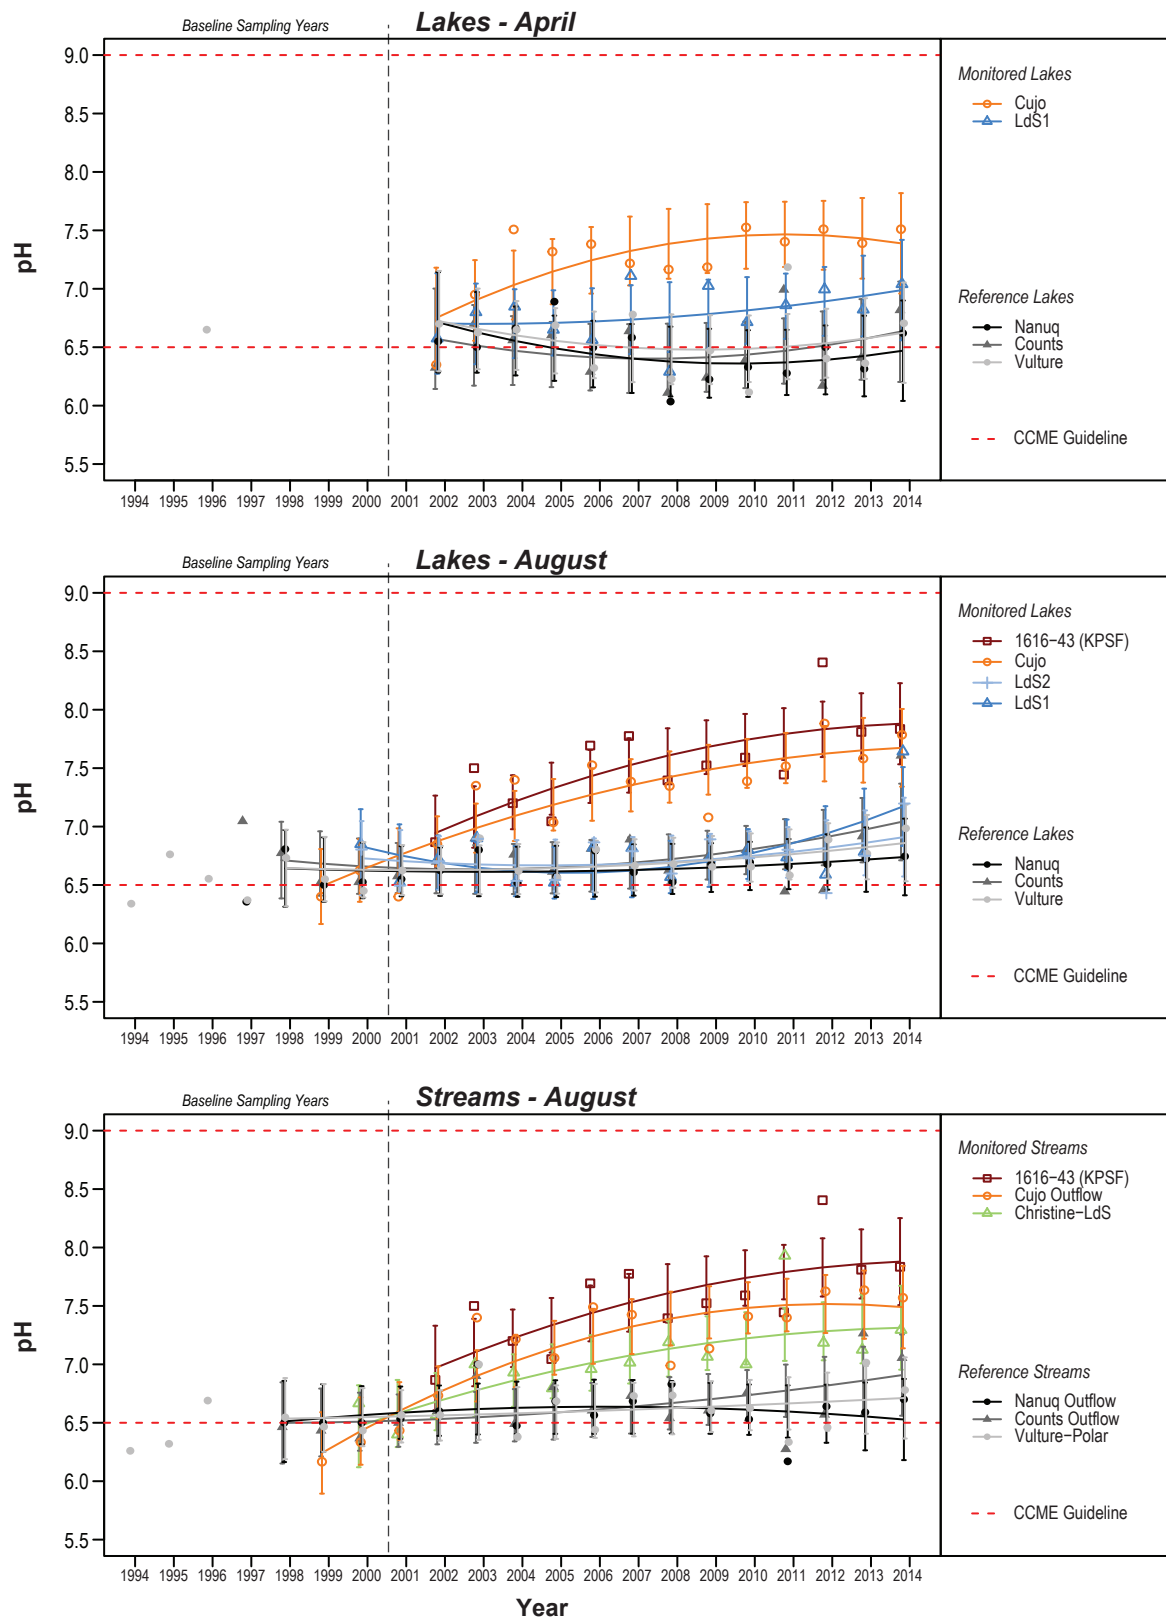 Baseline Sampling Years
Lakes - April
pH
9.0
8.5
8.0
7.5
7.0
6.5
6.0
5.5
1994 1995 1996 1997 1998 1999 2000 2001 2002 2003 2004 2005 2006 2007 2008 2009 2010 2011 2012 2013 2014
Monitored Lakes
Cujo
LdS1
Reference Lakes
Nanuq
Counts
Vulture
CCME Guideline
Baseline Sampling Years
Lakes - August
9.0
8.5
8.0
7.5
7.0
6.5
6.0
5.5
pH
1994 1995 1996 1997 1998 1999 2000 2001 2002 2003 2004 2005 2006 2007 2008 2009 2010 2011 2012 2013 2014
Monitored Lakes
1616−43 (KPSF)
Cujo
LdS2
LdS1
Reference Lakes
Nanuq
Counts
Vulture
CCME Guideline
Baseline Sampling Years
Streams - August
9.0
8.5
8.0
7.5
7.0
6.5
6.0
5.5
pH
1994 1995 1996 1997 1998 1999 2000 2001 2002 2003 2004 2005 2006 2007 2008 2009 2010 2011 2012 2013 2014
Year
Monitored Streams
1616−43 (KPSF)
Cujo Outflow
Christine−LdS
Reference Streams
Nanuq Outflow
Counts Outflow
Vulture−Polar
CCME Guideline